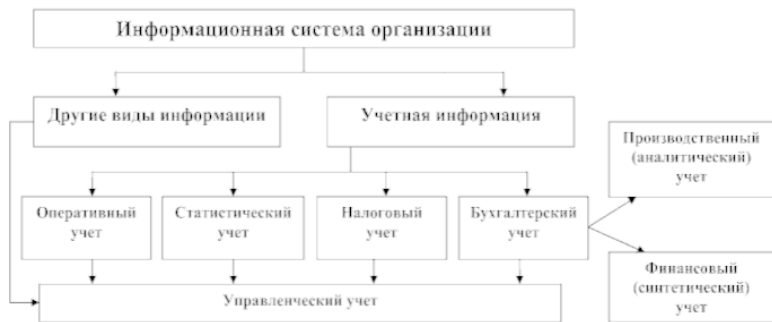 Информационная система организации
Другие виды информации
Учетная информация
Производственный
(аналитический)
учет
Оперативный
учет
Статистический
учет
Налоговый
учет
Бухгалтерский
учет
Финансовый
(синтетический)
учет
Управленческий учет